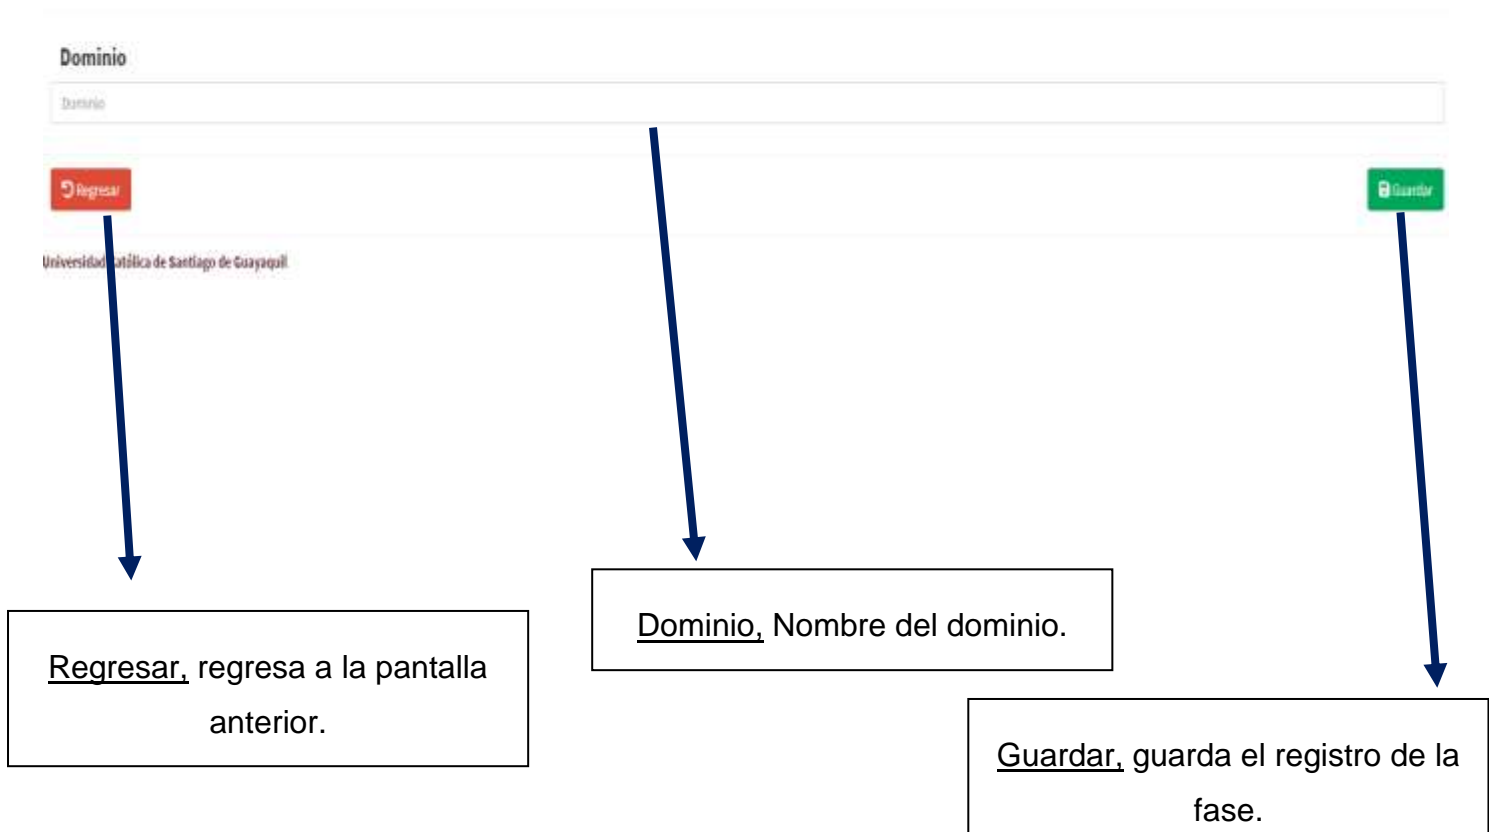 Dominio
Dominio
Regresar
Guardar
Universidad Católica de Santiago de Guayaquil
Dominio, Nombre del dominio.
Regresar, regresa a la pantalla
anterior.
Guardar, guarda el registro de la
fase.